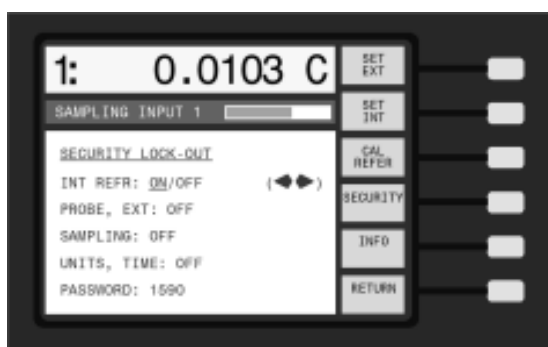 1: 0.0103 C
SAMPLING INPUT 1
SECURITY LOCK-OUT
INT REFR: ON/OFF (◀▶)
PROBE, EXT: OFF
SAMPLING: OFF
UNITS, TIME: OFF
PASSWORD: 1590
SET
EXT
SET
INT
CAL
REFER
SECURITY
INFO
RETURN